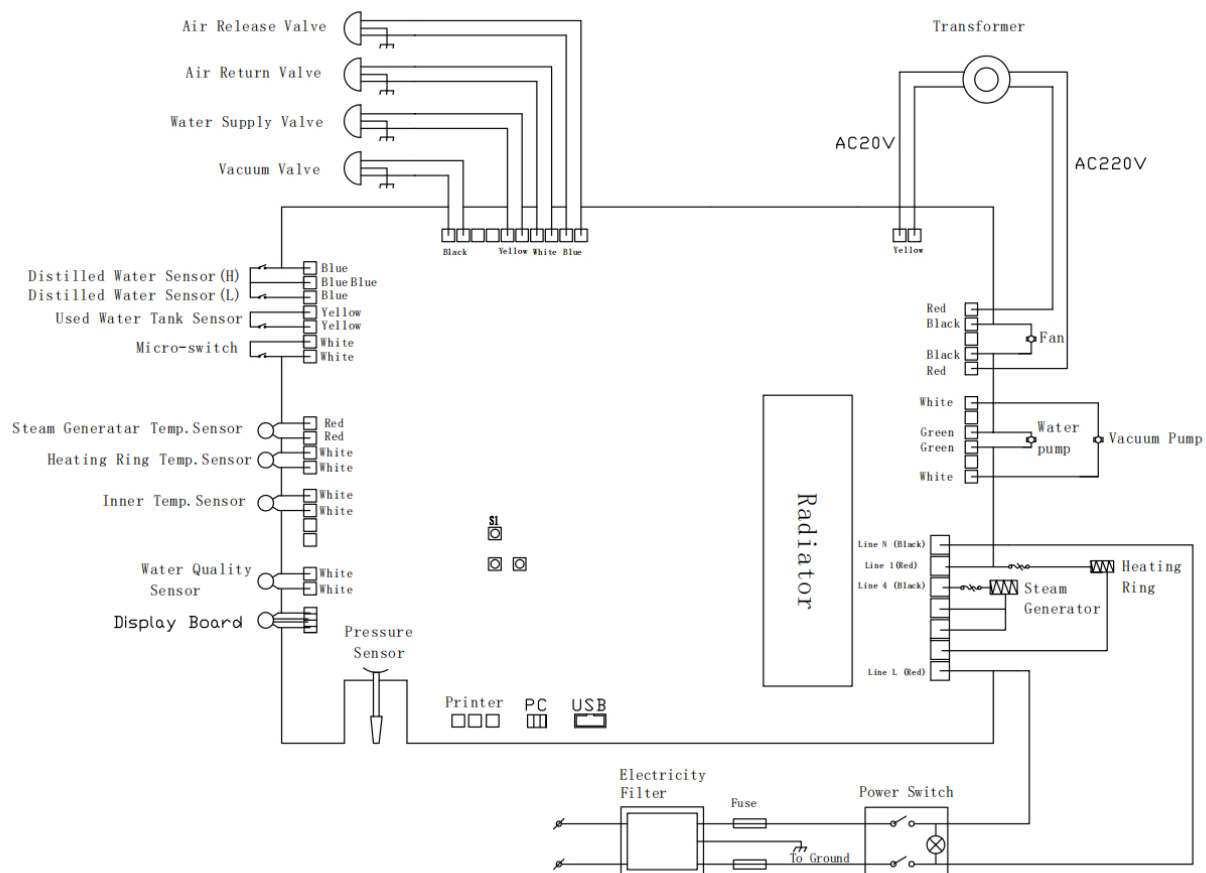 Air Release Valve
Air Return Valve
Water Supply Valve
Vacuum Valve
Transformer
AC20V
AC220V
Black
Yellow
White
Blue
Yellow
Distilled Water Sensor(H)
Distilled Water Sensor(L)
Used Water Tank Sensor
Micro-switch
Blue
Blue Blue
Blue
Yellow
Yellow
White
White
Red
Black
Black
Red
Fan
Steam Generatar Temp.Sensor
Heating Ring Temp.Sensor
Inner Temp.Sensor
Red
Red
White
White
White
White
White
Green
Green
White
Water
pump
Vacuum Pump
S1
Radiator
Water Quality
Sensor
White
White
Display Board
Line N (Black)
Line 1(Red)
Line 4 (Black)
Line L (Red)
Heating
Ring
Steam
Generator
Pressure
Sensor
Printer
PC
USB
Electricity
Filter
Fuse
Power Switch
To Ground